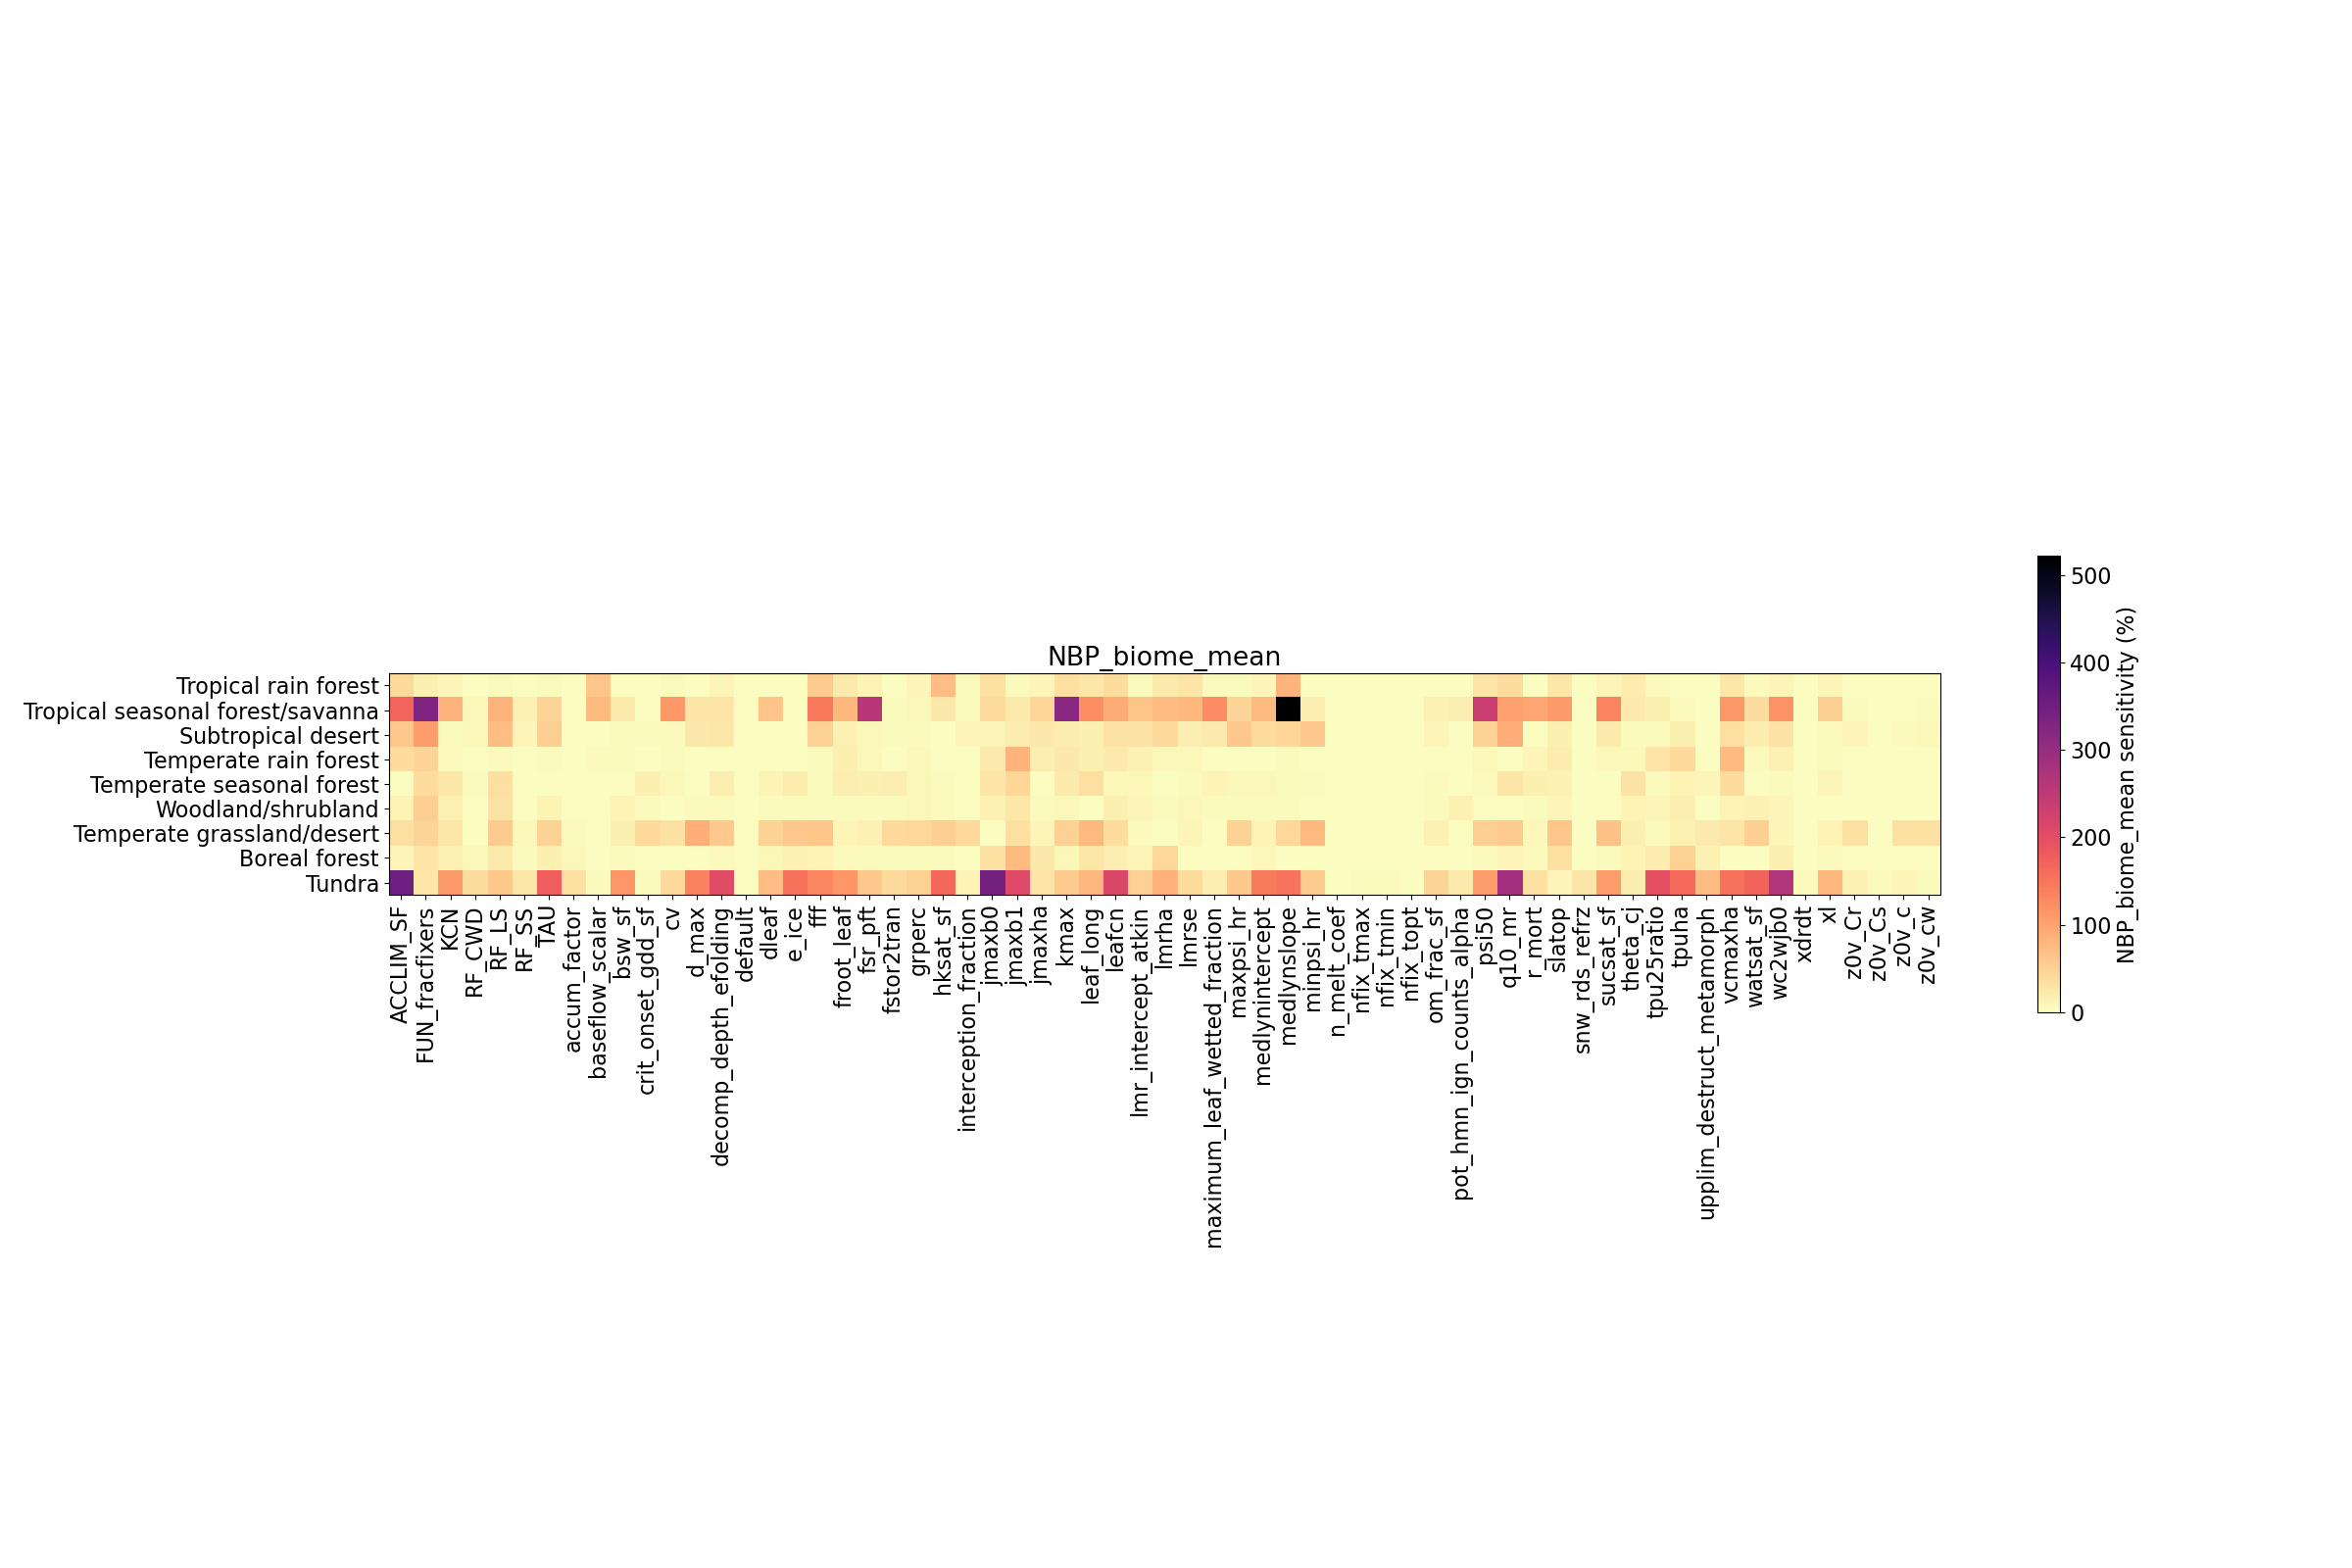 NBP_biome_mean
Tropical rain forest
Tropical seasonal forest/savanna
Subtropical desert
Temperate rain forest
Temperate seasonal forest
Woodland/shrubland
Temperate grassland/desert
Boreal forest
Tundra
ACCLIM_SF
FUN_fracfixers
KCN
RF_CWD
RF_LS
RF_SS
TAU
accum_factor
baseflow_scalar
bsw_sf
crit_onset_gdd_sf
cv
d_max
decomp_depth_efolding
default
dleaf
e_ice
fff
froot_leaf
fsr_pft
fstor2tran
grperc
hksat_sf
interception_fraction
jmaxb0
jmaxb1
jmaxha
kmax
leaf_long
leafcn
lmr_intercept_atkin
lmrha
lmrse
maximum_leaf_wetted_fraction
maxpsi_hr
medlynintercept
medlynslope
minpsi_hr
n_melt_coef
nfix_tmax
nfix_tmin
nfix_topt
om_frac_sf
pot_hmn_ign_counts_alpha
psi50
q10_mr
r_mort
slatop
snw_rds_refrz
sucsat_sf
theta_cj
tpu25ratio
tpuha
upplim_destruct_metamorph
vcmaxha
watsat_sf
wc2wjb0
xdrdt
xl
z0v_Cr
z0v_Cs
z0v_c
z0v_cw
500
400
300
200
100
0
NBP_biome_mean sensitivity (%)